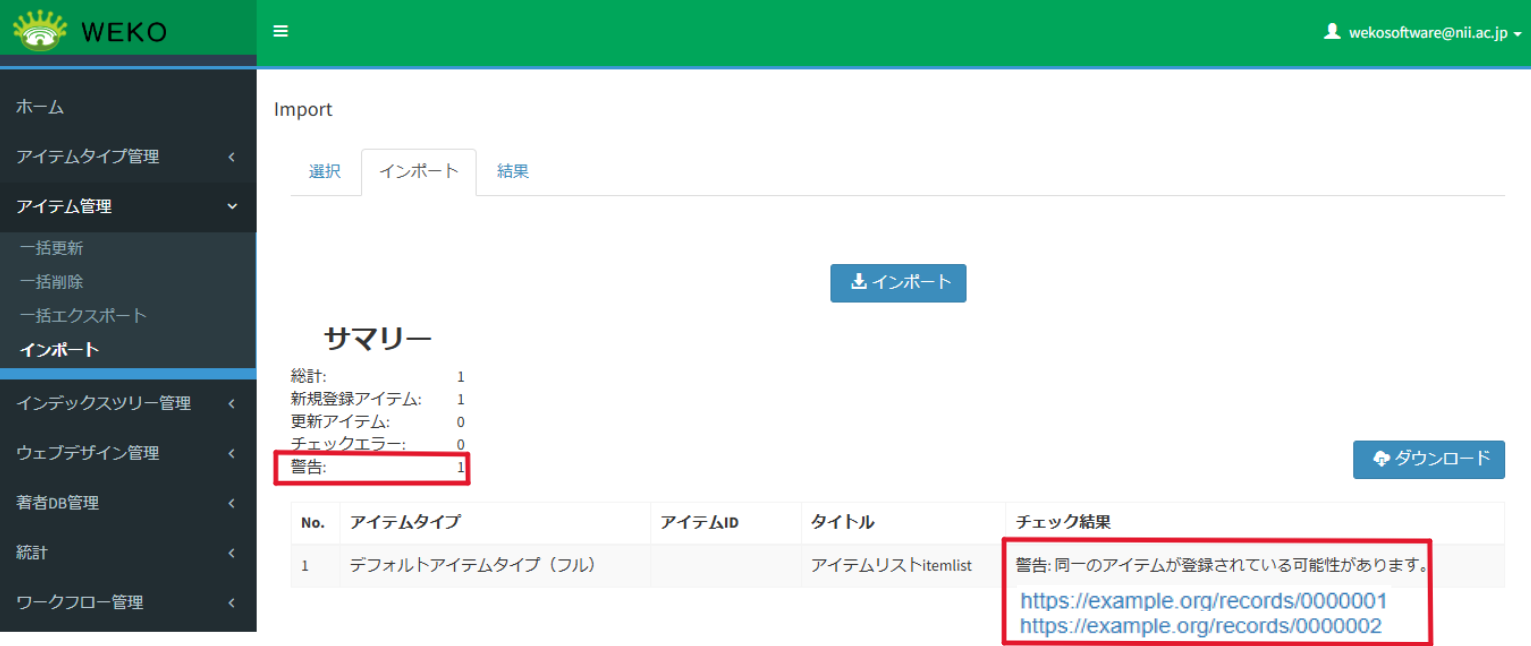 WEKO
wekosoftware@nii.ac.jp
ホーム
アイテムタイプ管理
アイテム管理
一括更新
一括削除
一括エクスポート
インポート
インデックスツリー管理
ウェブデザイン管理
著者DB管理
統計
ワークフロー管理
Import
選択 インポート 結果
インポート
サマリー
総計: 1
新規登録アイテム: 1
更新アイテム: 0
チェックエラー: 0
警告: 1
ダウンロード
No. アイテムタイプ アイテムID タイトル チェック結果
1 デフォルトアイテムタイプ（フル） アイテムリストitemlist 警告: 同一のアイテムが登録されている可能性があります。
https://example.org/records/0000001
https://example.org/records/0000002